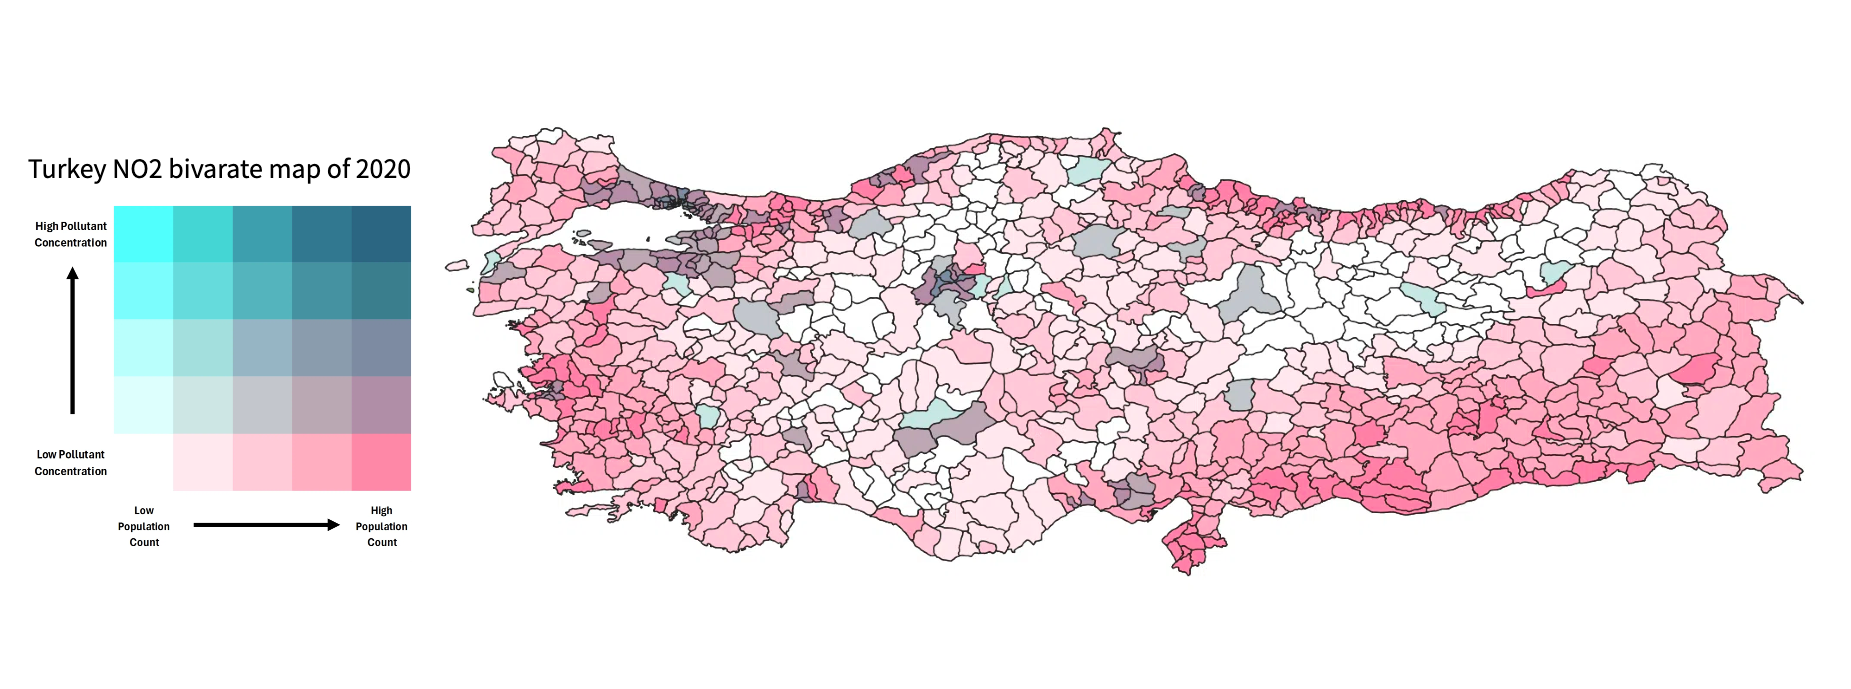 Turkey NO2 bivarate map of 2020
High Pollutant
Concentration
Low Pollutant
Concentration
Low
Population
Count
High
Population
Count